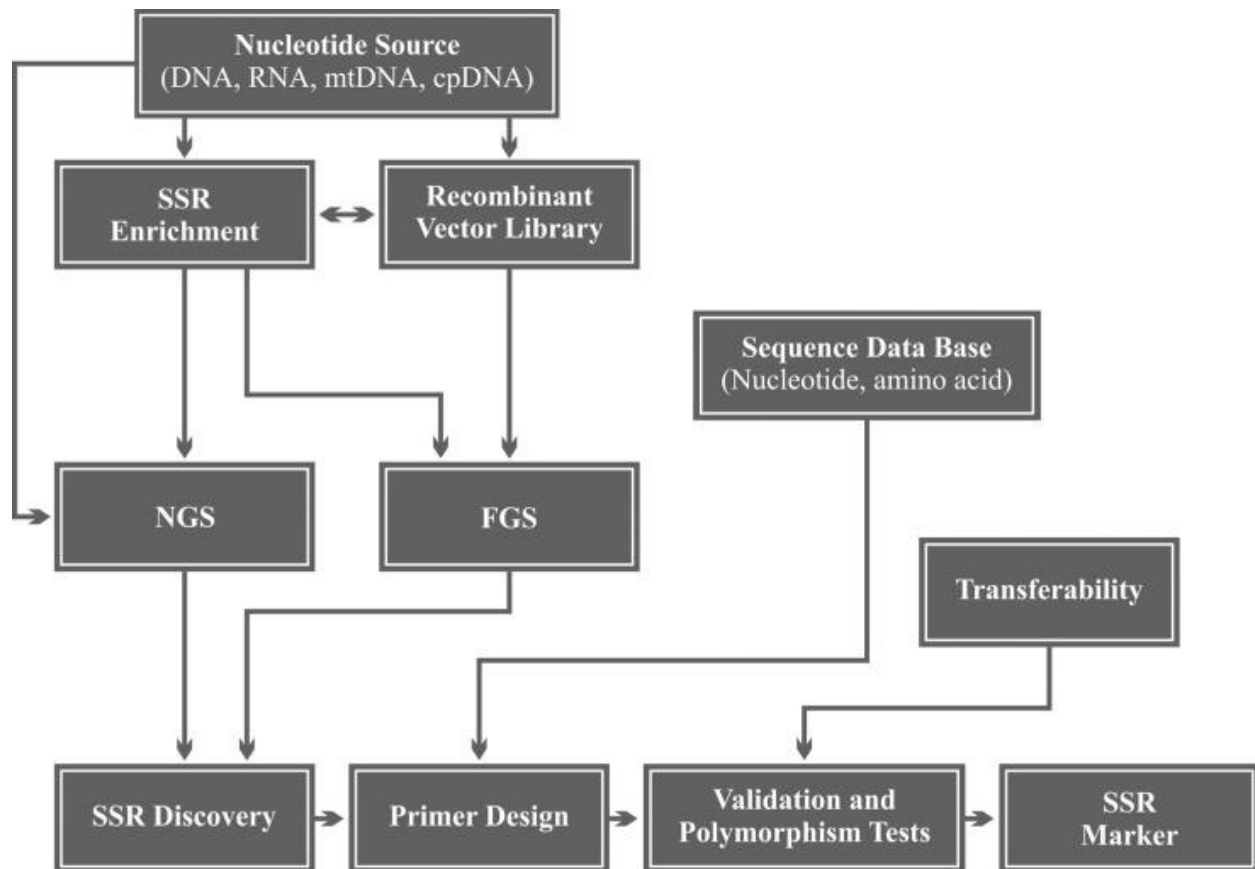 Nucleotide Source
(DNA, RNA, mtDNA, cpDNA)
SSR
Enrichment
Recombinant
Vector Library
Sequence Data Base
(Nucleotide, amino acid)
NGS
FGS
Transferability
SSR Discovery
Primer Design
Validation and
Polymorphism Tests
SSR
Marker